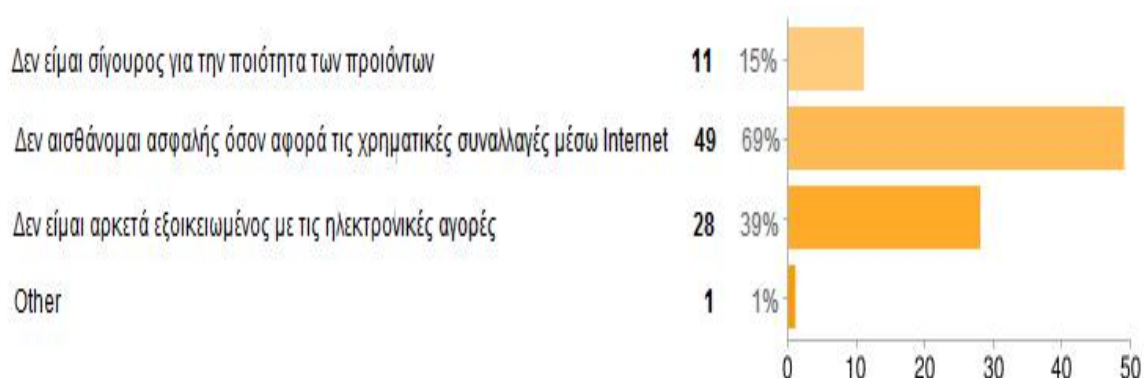 Δεν είμαι σίγουρος για την ποιότητα των προιόντων 11 15%
Δεν αισθάνομαι ασφαλής όσον αφορά τις χρηματικές συναλλαγές μέσω Internet 49 69%
Δεν είμαι αρκετά εξοικειωμένος με τις ηλεκτρονικές αγορές 28 39%
Other 1 1%
0 10 20 30 40 50